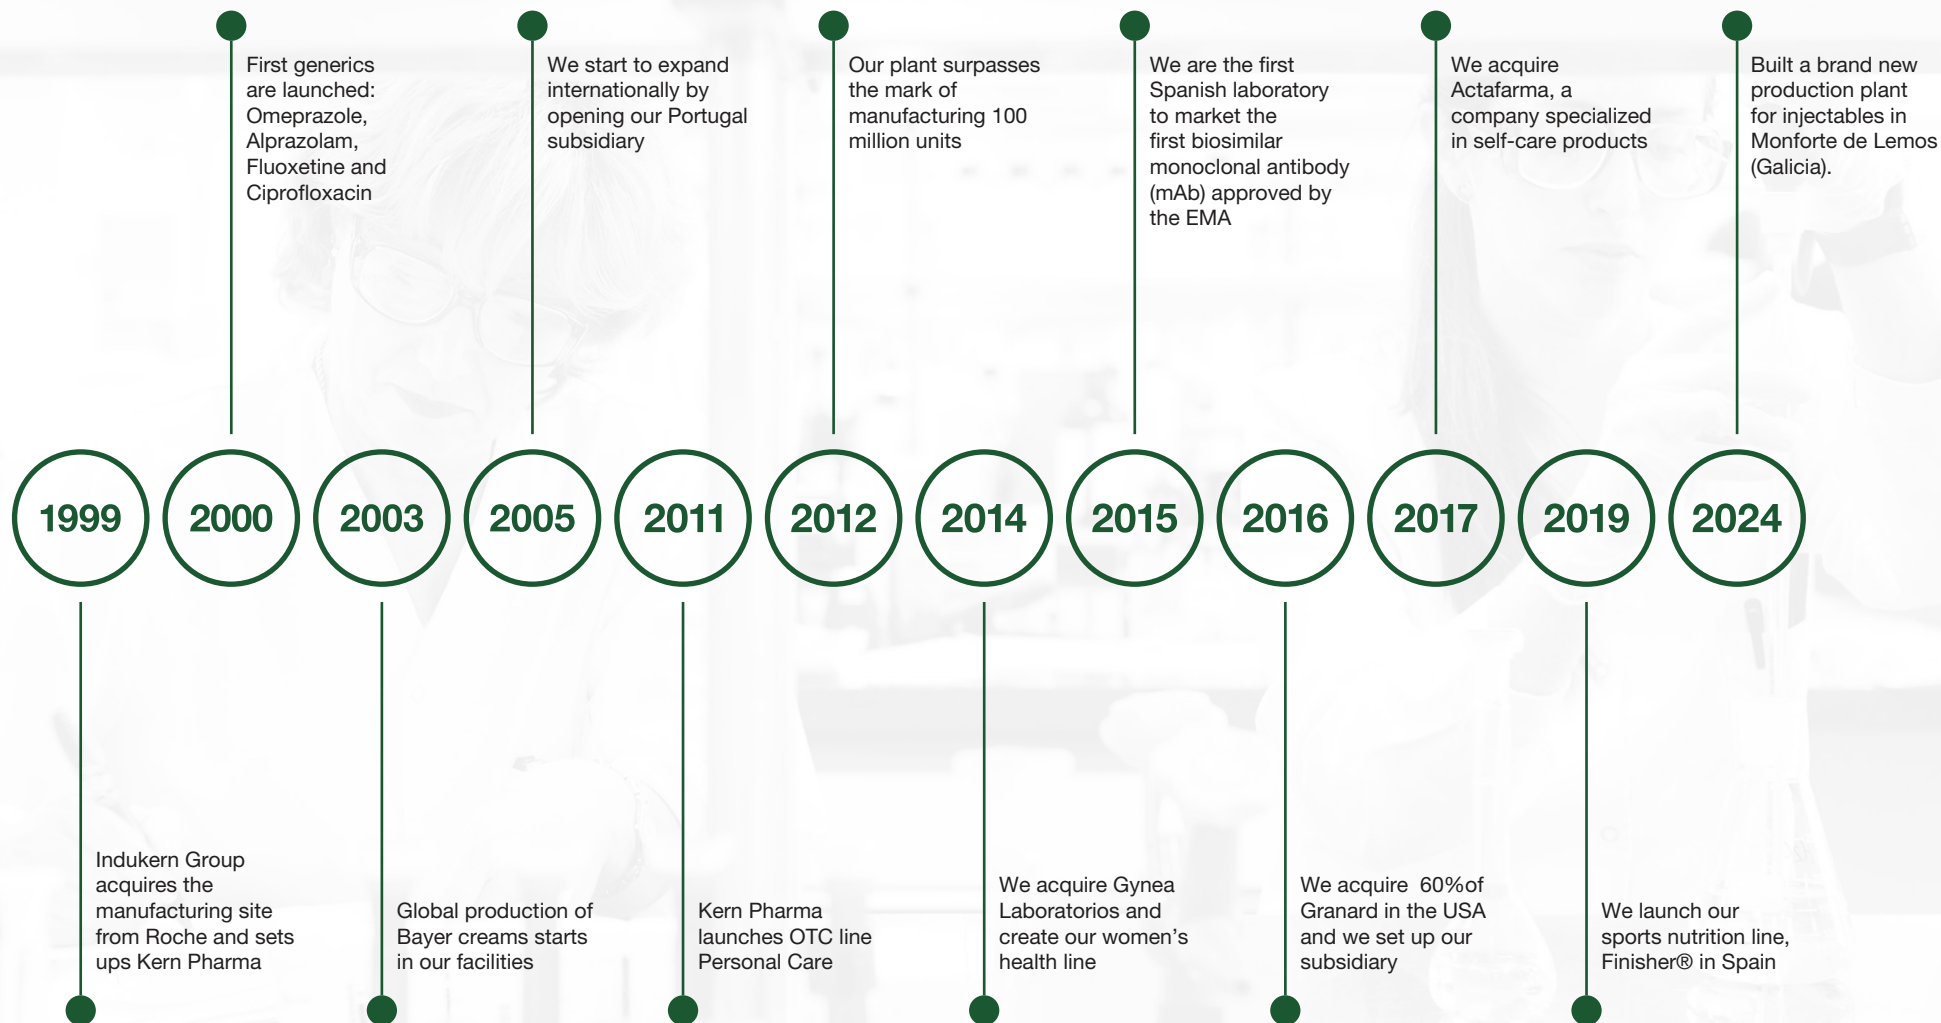 First generics
are launched:
Omeprazole,
Alprazolam,
Fluoxetine and
Ciprofloxacin
We start to expand
internationally by
opening our Portugal
subsidiary
Our plant surpasses
the mark of
manufacturing 100
million units
We are the first
Spanish laboratory
to market the
first biosimilar
monoclonal antibody
(mAb) approved by
the EMA
We acquire
Actafarma, a
company specialized
in self-care products
Built a brand new
production plant
for injectables in
Monforte de Lemos
(Galicia).
1999
2000
2003
2005
2011
2012
2014
2015
2016
2017
2019
2024
Indukern Group
acquires the
manufacturing site
from Roche and sets
ups Kern Pharma
Global production of
Bayer creams starts
in our facilities
Kern Pharma
launches OTC line
Personal Care
We acquire Gynea
Laboratorios and
create our women's
health line
We acquire  60%of
Granard in the USA
and we set up our
subsidiary
We launch our
sports nutrition line,
Finisher® in Spain